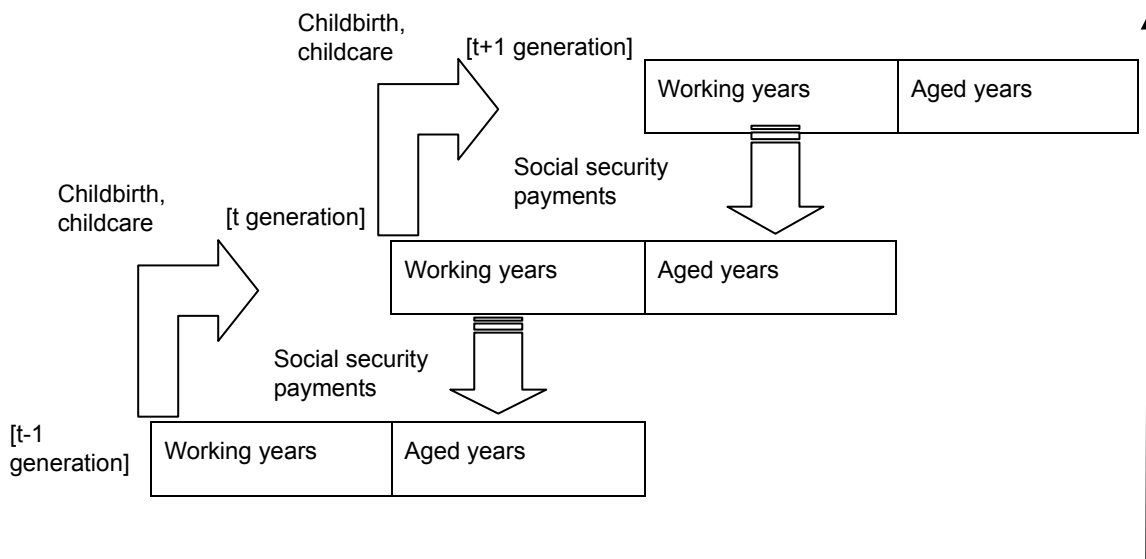 Childbirth,
childcare
[t+1 generation]
Working years
Aged years
Social security
payments
Childbirth,
childcare
[t generation]
Working years
Aged years
Social security
payments
[t-1
generation]
Working years
Aged years